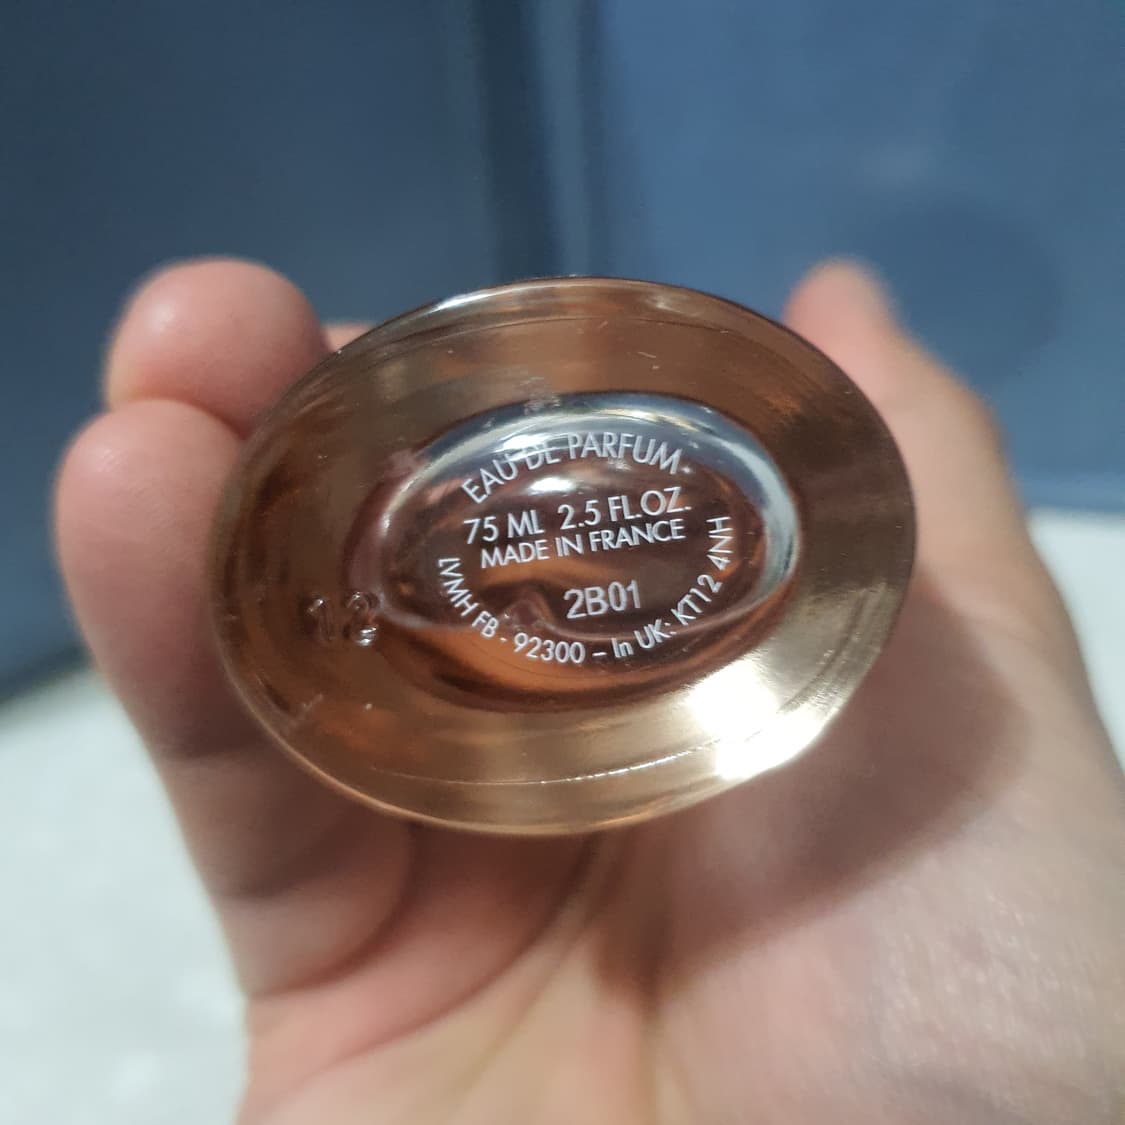 EAU DE PARFUM
75 ML 2.5 FL.OZ.
MADE IN FRANCE
2B01
LVMH FB - 92300 – In UK: KT12 4NH
12